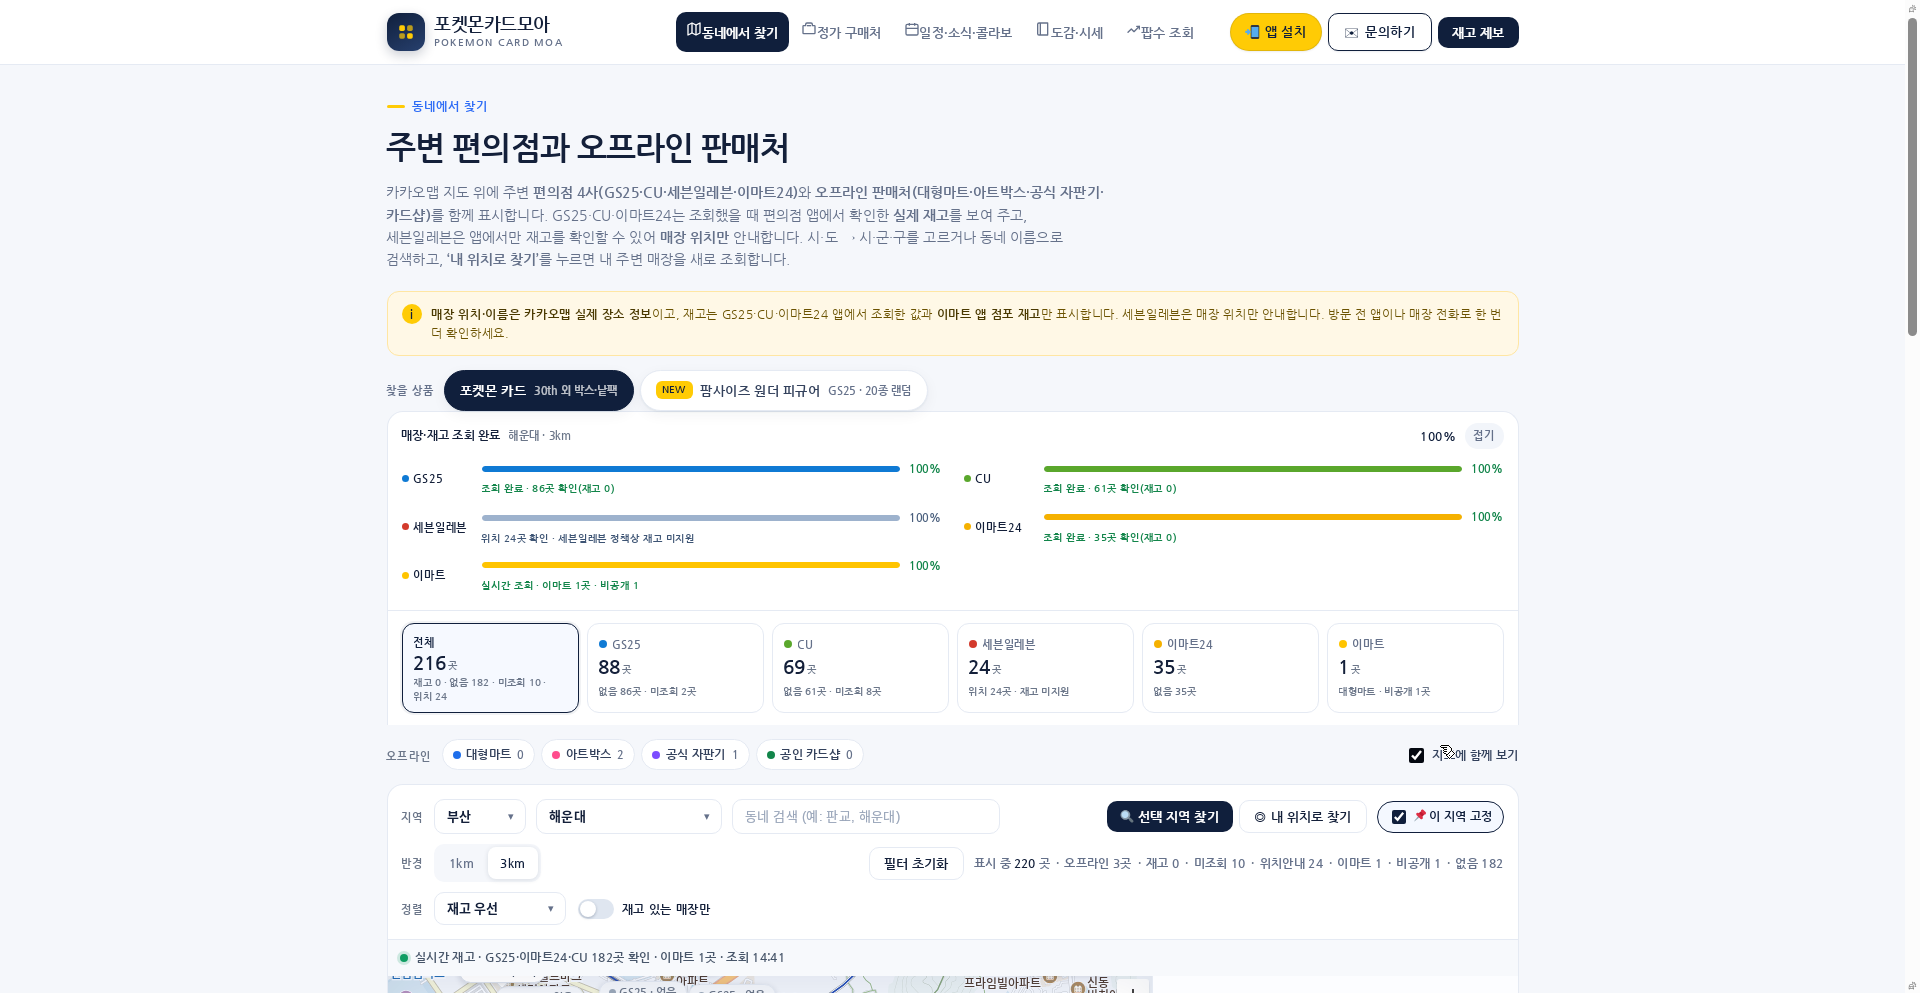 포켓몬카드모아
POKEMON CARD MOA
동네에서 찾기
정가 구매처
일정·소식·콜라보
도감·시세
팝수 조회
앱 설치
문의하기
재고 제보
동네에서 찾기
주변 편의점과 오프라인 판매처
카카오맵 지도 위에 주변 편의점 4사(GS25·CU·세븐일레븐·이마트24)와 오프라인 판매처(대형마트·아트박스·공식 자판기·
카드샵)를 함께 표시합니다. GS25·CU·이마트24는 조회했을 때 편의점 앱에서 확인한 실제 재고를 보여 주고,
세븐일레븐은 앱에서만 재고를 확인할 수 있어 매장 위치만 안내합니다. 시·도 → 시·군·구를 고르거나 동네 이름으로
검색하고, ‘내 위치로 찾기’를 누르면 내 주변 매장을 새로 조회합니다.
i
매장 위치·이름은 카카오맵 실제 장소 정보이고, 재고는 GS25·CU·이마트24 앱에서 조회한 값과 이마트 앱 점포 재고만 표시합니다. 세븐일레븐은 매장 위치만 안내합니다. 방문 전 앱이나 매장 전화로 한 번
더 확인하세요.
찾을 상품
포켓몬 카드 30th 외 박스·낱팩
NEW 팜사이즈 원더 피규어 GS25 · 20종 랜덤
매장·재고 조회 완료 해운대 · 3km
100% 접기
GS25 100%
조회 완료 · 86곳 확인(재고 0)
CU 100%
조회 완료 · 61곳 확인(재고 0)
세븐일레븐 100%
위치 24곳 확인 · 세븐일레븐 정책상 재고 미지원
이마트24 100%
조회 완료 · 35곳 확인(재고 0)
이마트 100%
실시간 조회 · 이마트 1곳 · 비공개 1
전체
216곳
재고 0 · 없음 182 · 미조회 10 ·
위치 24
GS25
88곳
없음 86곳 · 미조회 2곳
CU
69곳
없음 61곳 · 미조회 8곳
세븐일레븐
24곳
위치 24곳 · 재고 미지원
이마트24
35곳
없음 35곳
이마트
1곳
대형마트 · 비공개 1곳
오프라인
대형마트 0
아트박스 2
공식 자판기 1
공인 카드샵 0
에 함께 보기
지역
부산
해운대
동네 검색 (예: 판교, 해운대)
선택 지역 찾기
◎ 내 위치로 찾기
이 지역 고정
반경
1km
3km
필터 초기화
표시 중 220 곳 · 오프라인 3곳 · 재고 0 · 미조회 10 · 위치안내 24 · 이마트 1 · 비공개 1 · 없음 182
정렬
재고 우선
재고 있는 매장만
실시간 재고 · GS25·이마트24·CU 182곳 확인 · 이마트 1곳 · 조회 14:41
아파트
프라임빌아파트
신동